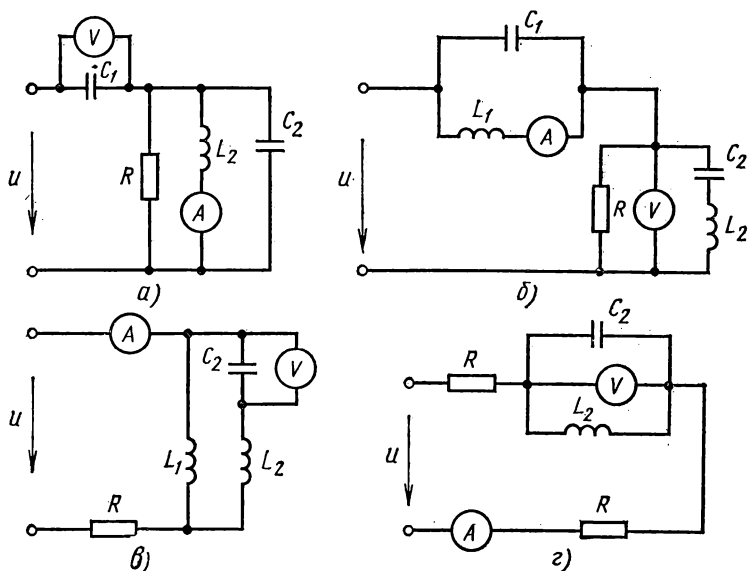 V
C₁
C₁
u
R
L₂
C₂
A
L₁
A
u
R
V
C₂
L₂
а)
б)
A
C₂
V
u
L₁
L₂
R
в)
C₂
R
V
L₂
u
A
R
г)